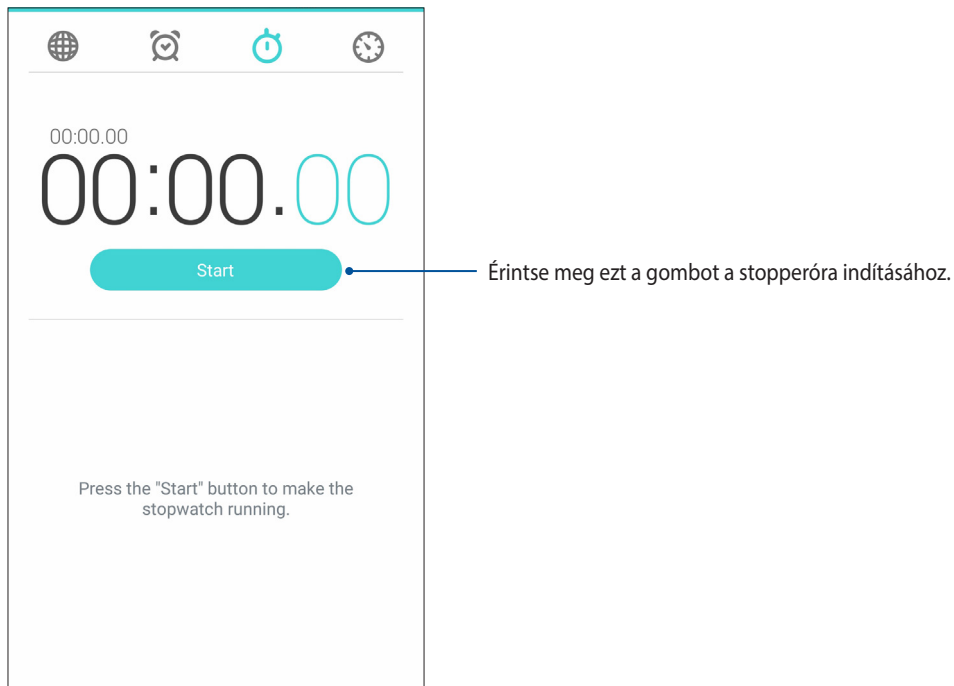 00:00.00
00:00.00
Start
Érintse meg ezt a gombot a stopperóra indításához.
Press the "Start" button to make the
stopwatch running.